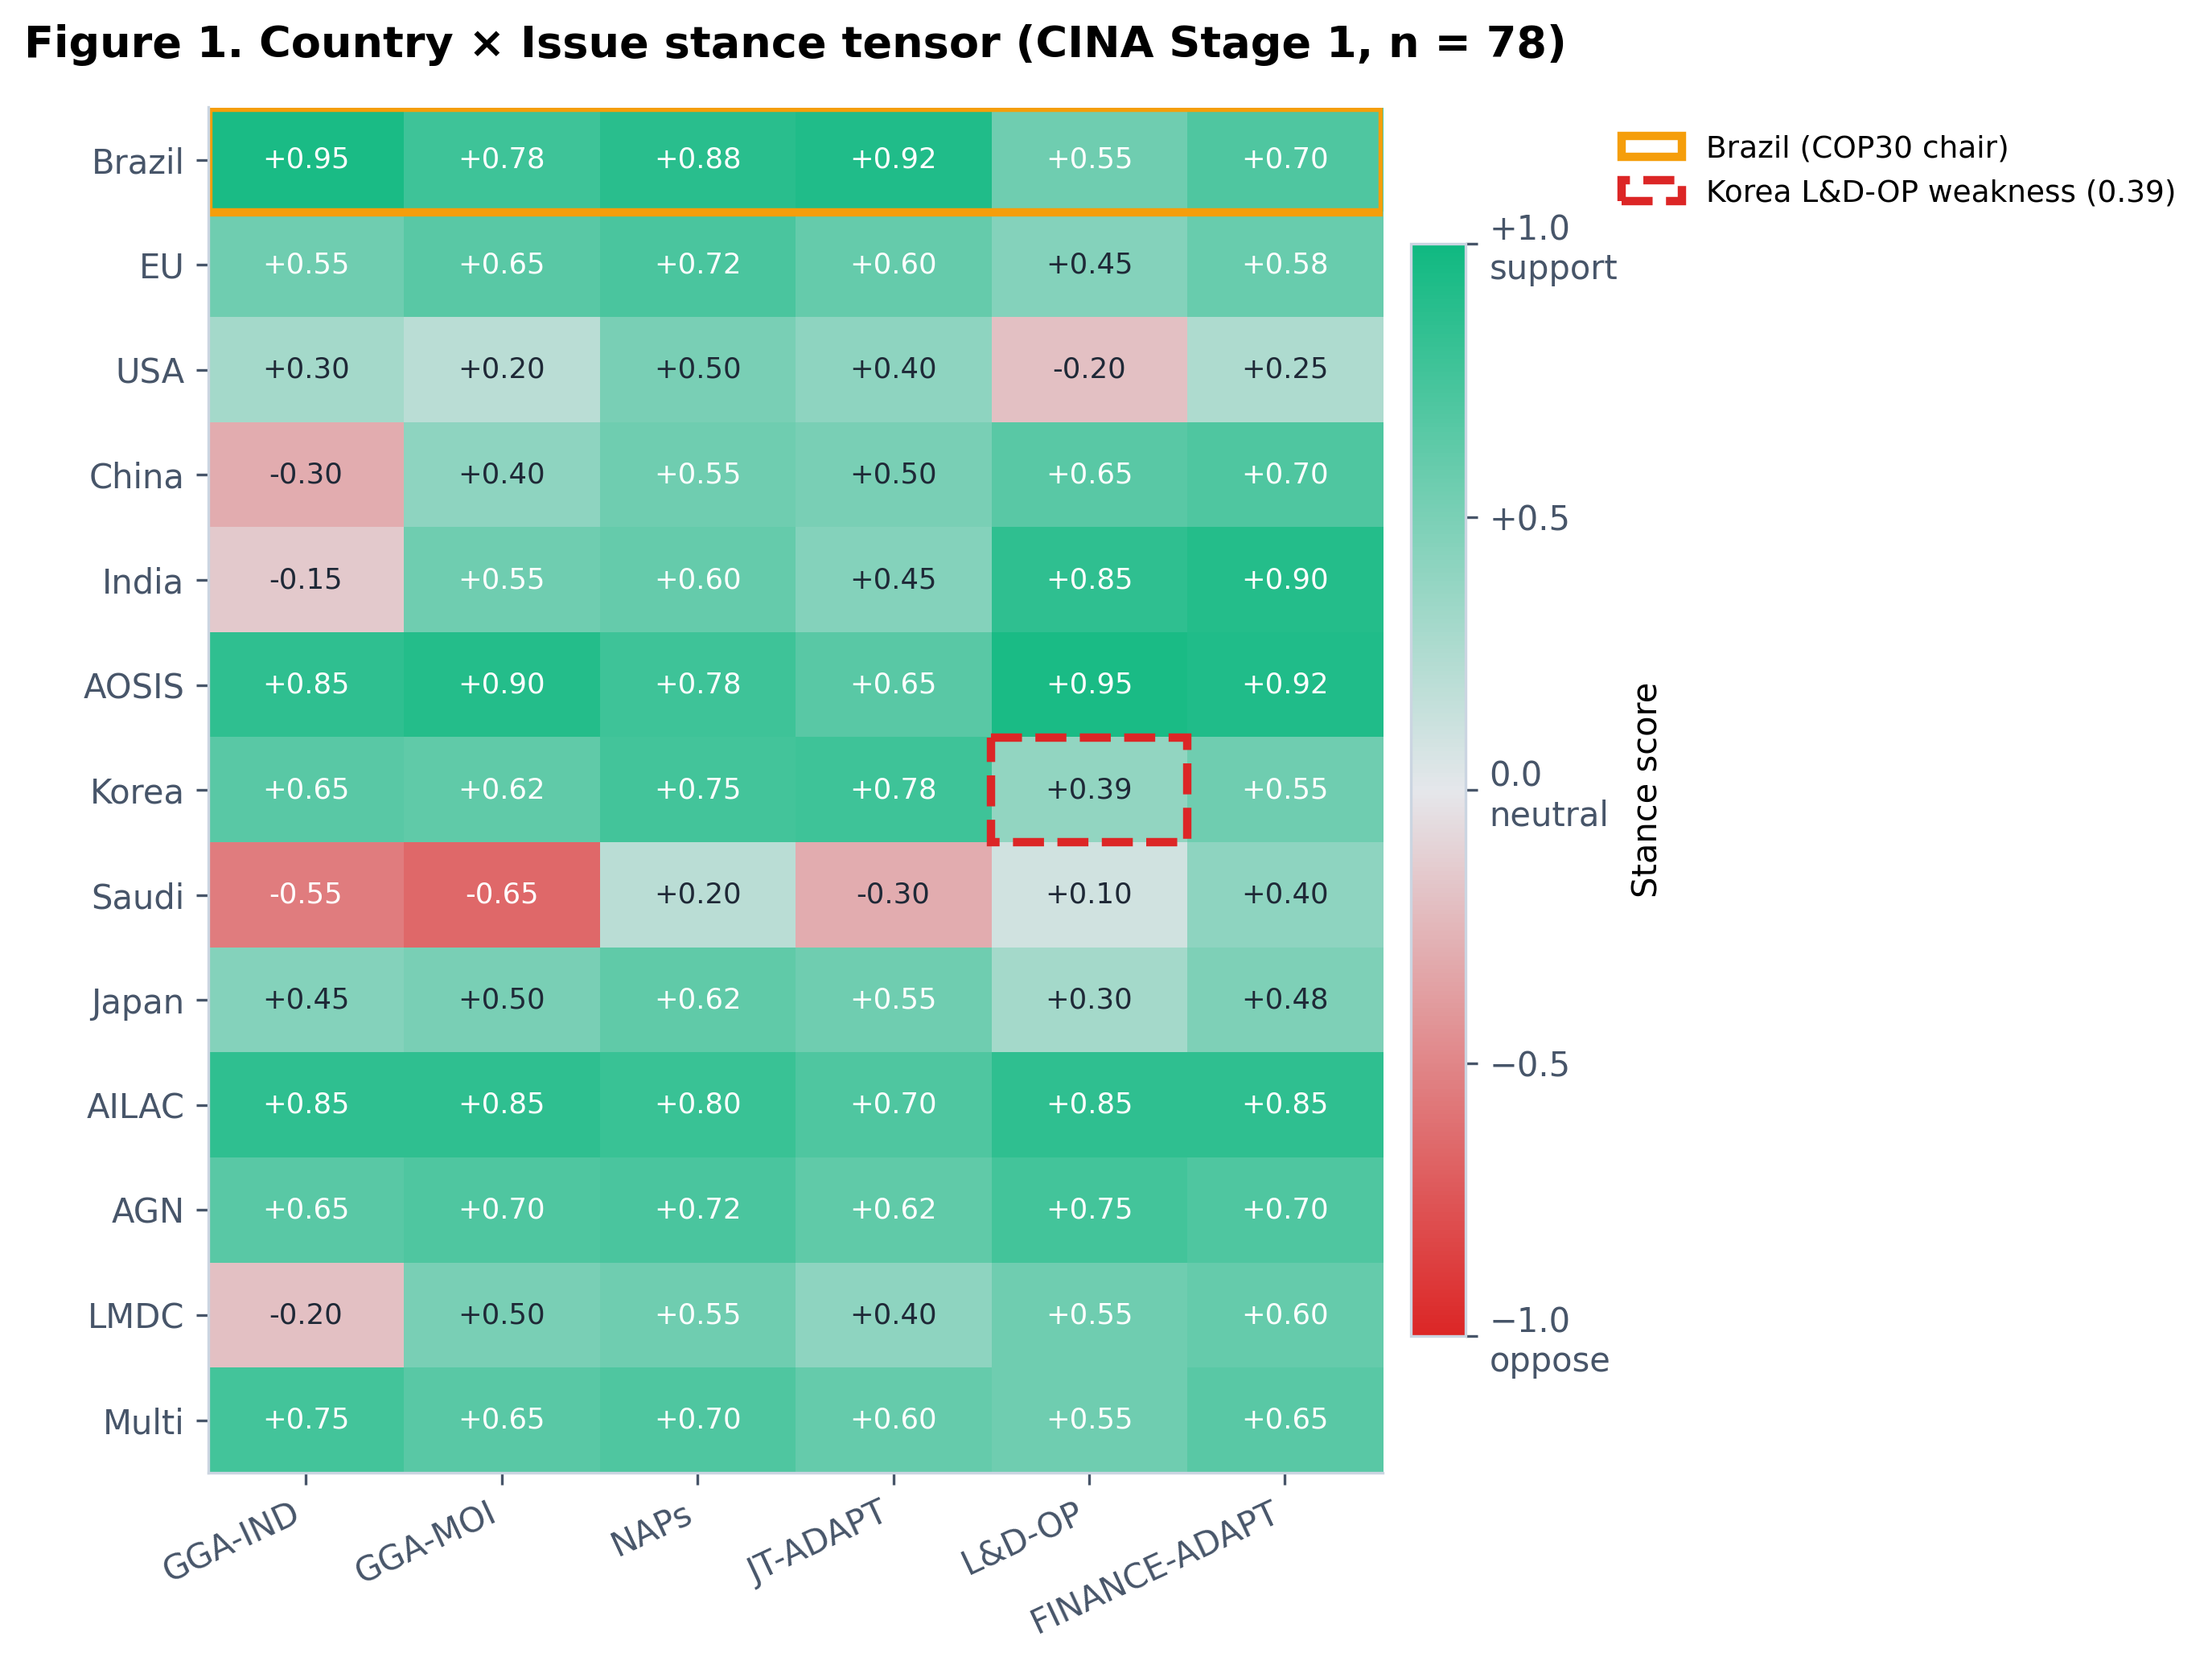 Figure 1. Country × Issue stance tensor (CINA Stage 1, n = 78)
Brazil (COP30 chair)
Korea L&D-OP weakness (0.39)
Brazil +0.95 +0.78 +0.88 +0.92 +0.55 +0.70
EU +0.55 +0.65 +0.72 +0.60 +0.45 +0.58
USA +0.30 +0.20 +0.50 +0.40 -0.20 +0.25
China -0.30 +0.40 +0.55 +0.50 +0.65 +0.70
India -0.15 +0.55 +0.60 +0.45 +0.85 +0.90
AOSIS +0.85 +0.90 +0.78 +0.65 +0.95 +0.92
Korea +0.65 +0.62 +0.75 +0.78 +0.39 +0.55
Saudi -0.55 -0.65 +0.20 -0.30 +0.10 +0.40
Japan +0.45 +0.50 +0.62 +0.55 +0.30 +0.48
AILAC +0.85 +0.85 +0.80 +0.70 +0.85 +0.85
AGN +0.65 +0.70 +0.72 +0.62 +0.75 +0.70
LMDC -0.20 +0.50 +0.55 +0.40 +0.55 +0.60
Multi +0.75 +0.65 +0.70 +0.60 +0.55 +0.65
GGA-IND GGA-MOI NAPs JT-ADAPT L&D-OP FINANCE-ADAPT
+1.0
support
+0.5
0.0
neutral
−0.5
−1.0
oppose
Stance score